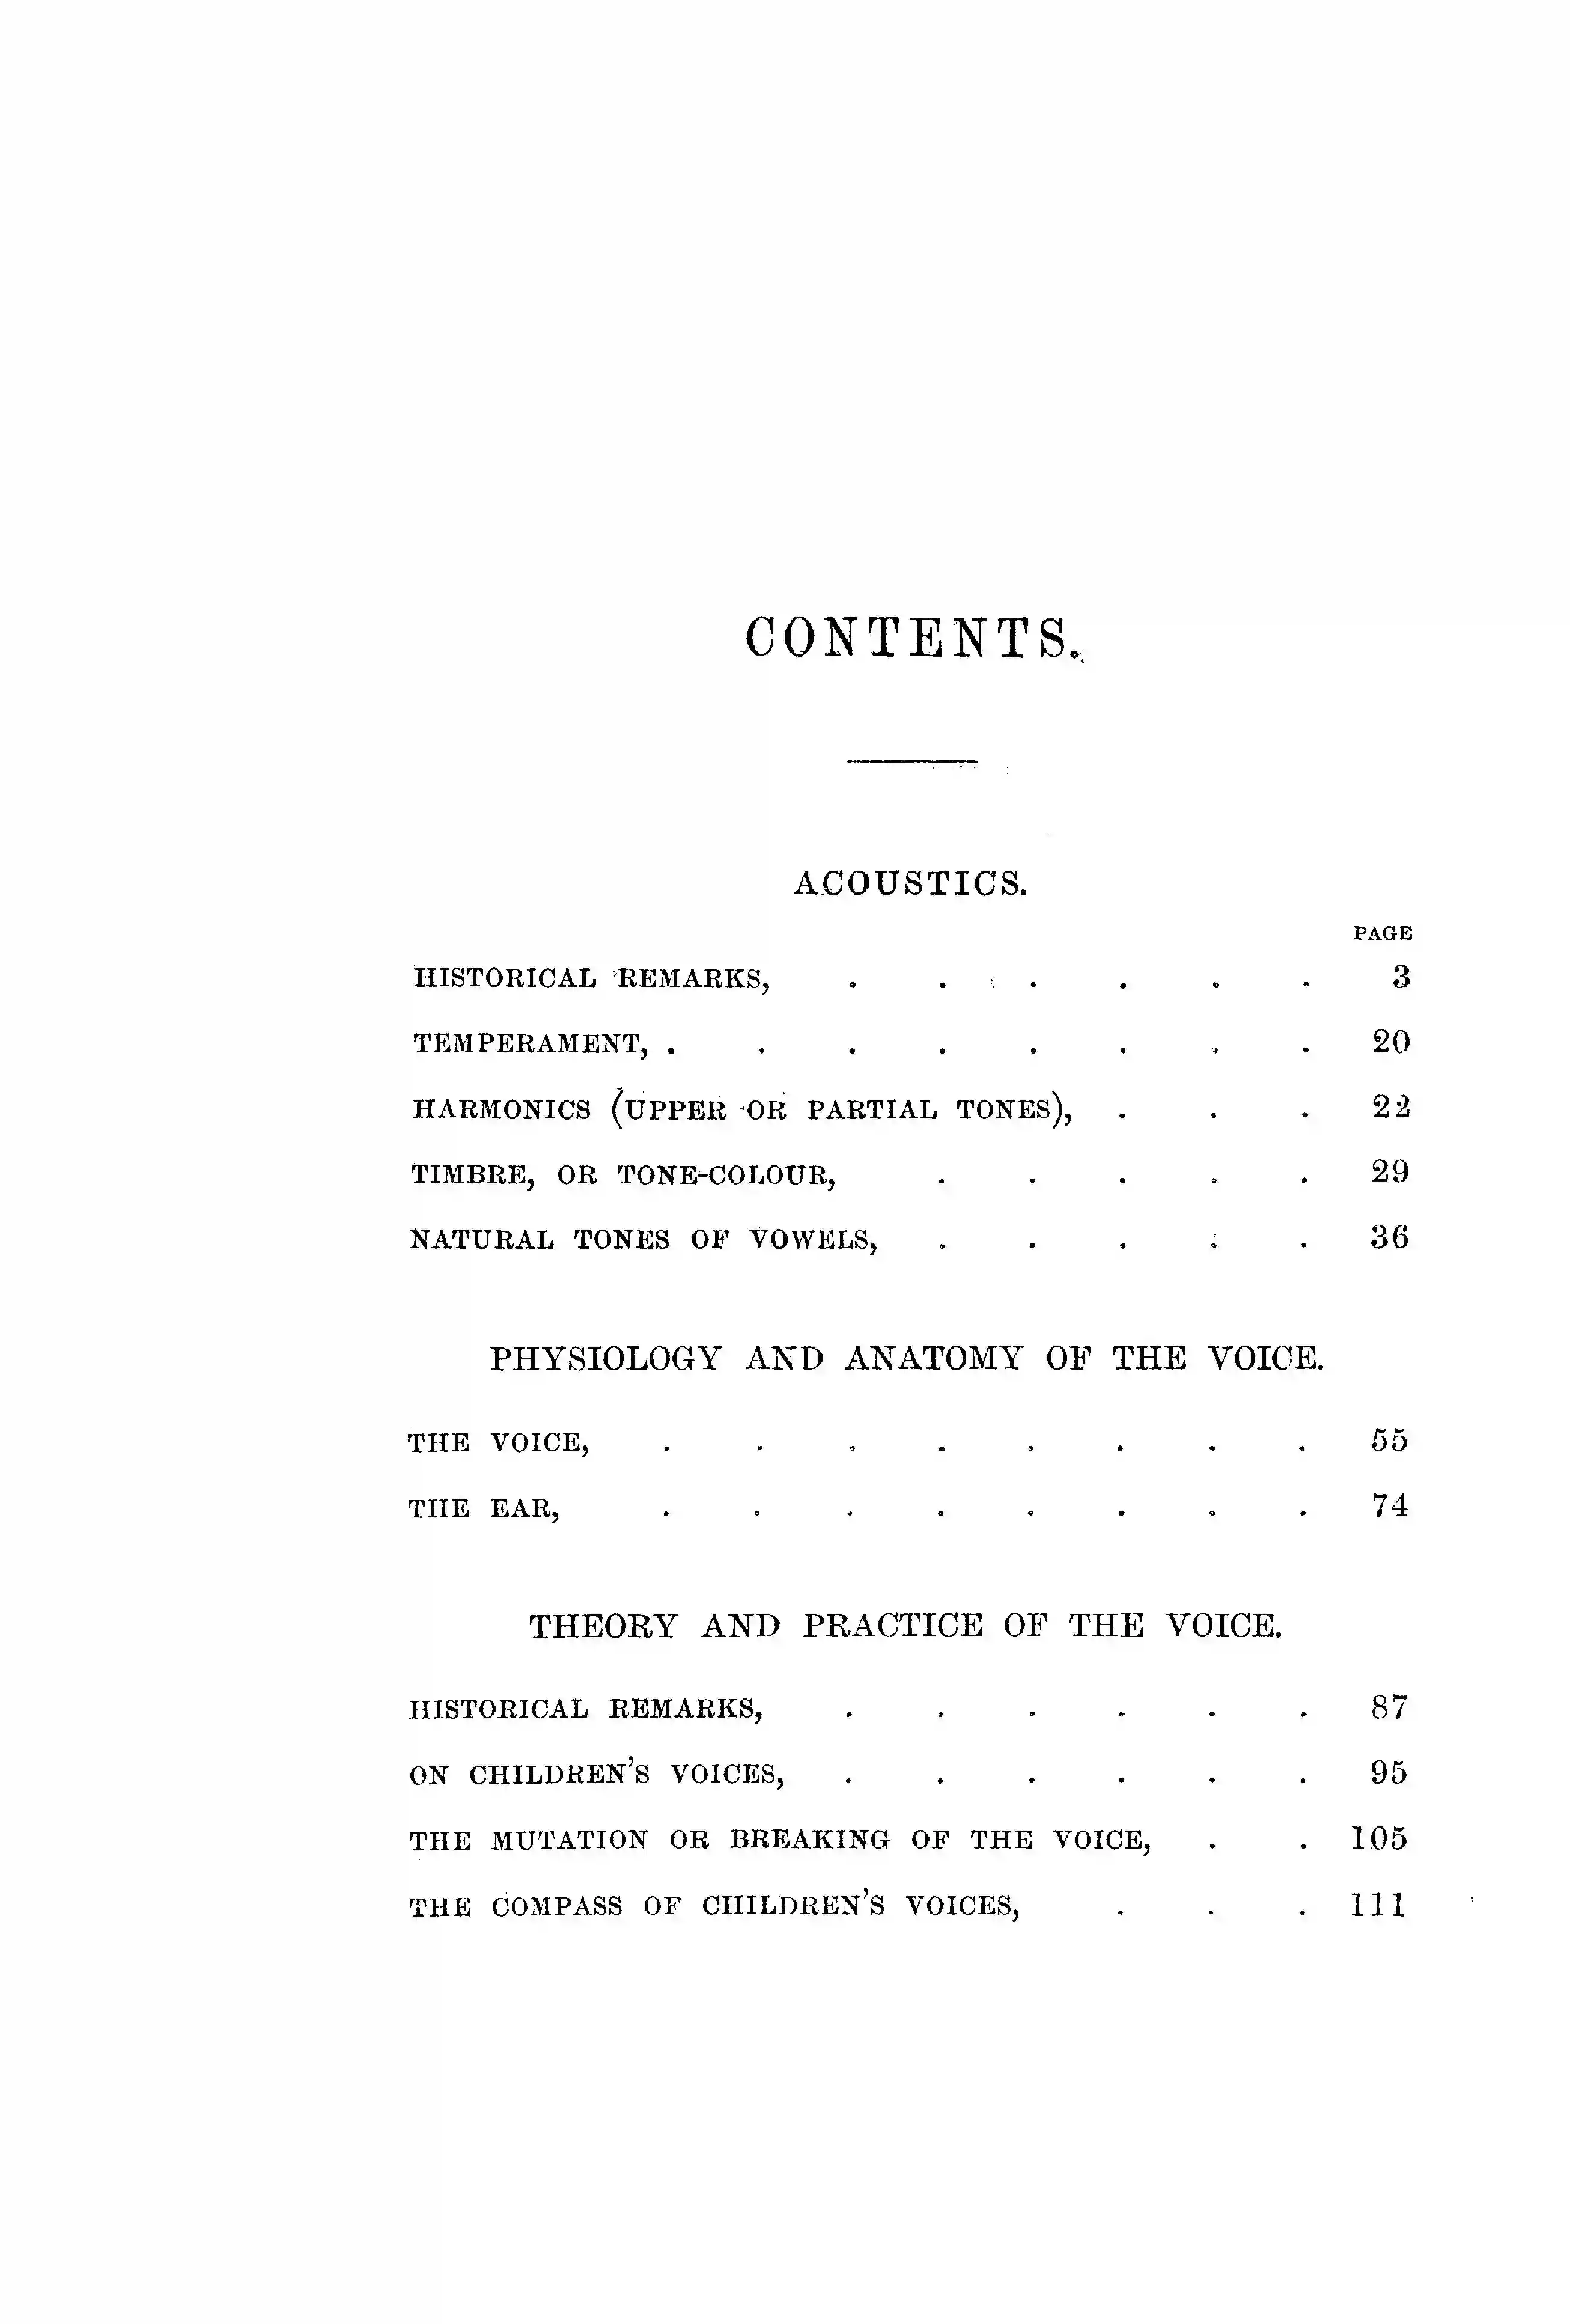 CONTENTS.
ACOUSTICS.
PAGE
HISTORICAL REMARKS, . . . . . . 3
TEMPERAMENT, . . . . . . . . 20
HARMONICS (UPPER OR PARTIAL TONES), . . . 22
TIMBRE, OR TONE-COLOUR, . . . . . 29
NATURAL TONES OF VOWELS, . . . . . 36
PHYSIOLOGY AND ANATOMY OF THE VOICE.
THE VOICE, . . . . . . . . 55
THE EAR, . . . . . . . . 74
THEORY AND PRACTICE OF THE VOICE.
HISTORICAL REMARKS, . . . . . . 87
ON CHILDREN'S VOICES, . . . . . . 95
THE MUTATION OR BREAKING OF THE VOICE, . . 105
THE COMPASS OF CHILDREN'S VOICES, . . . 111